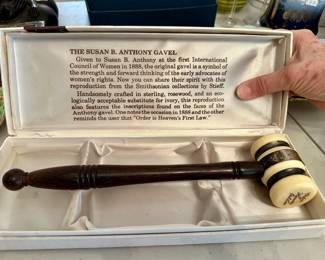 THE SUSAN B. ANTHONY GAVEL
Given to Susan B. Anthony at the first International
Council of Women in 1888, the original gavel is a symbol of
the strength and forward thinking of the early advocates of
women's rights. Now you can share their spirit with this
reproduction from the Smithsonian collections by Stieff.
Handsomely crafted in sterling, rosewood, and an eco-
logically acceptable substitute for ivory, this reproduction
also features the inscriptions found on the faces of the
Anthony gavel. One notes the occasion in 1888 and the other
reminds the user that "Order is Heaven's First Law."